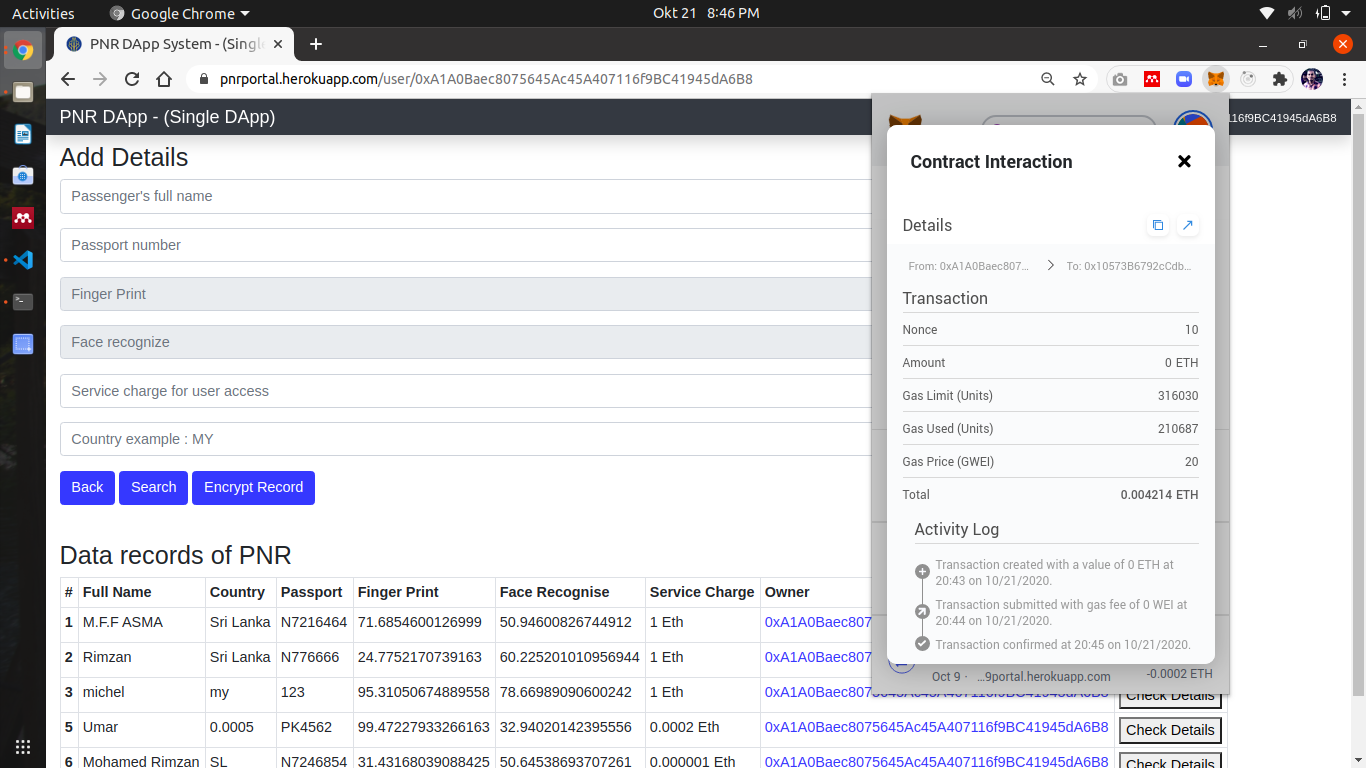 Activities Google Chrome Okt 21 8:46 PM
PNR DApp System - (Single
pnrportal.herokuapp.com/user/0xA1A0Baec8075645Ac45A407116f9BC41945dA6B8
PNR DApp - (Single DApp)
116f9BC41945dA6B8
Add Details
Passenger's full name
Passport number
Finger Print
Face recognize
Service charge for user access
Country example : MY
Back Search Encrypt Record
Data records of PNR
# Full Name Country Passport Finger Print Face Recognise Service Charge Owner
1 M.F.F ASMA Sri Lanka N7216464 71.6854600126999 50.94600826744912 1 Eth 0xA1A0Baec807
2 Rimzan Sri Lanka N776666 24.7752170739163 60.225201010956944 1 Eth 0xA1A0Baec807
3 michel my 123 95.31050674889558 78.66989090600242 1 Eth 0xA1A0Baec8075645Ac45A407116f9BC41945dA6B8 Check Details
5 Umar 0.0005 PK4562 99.47227933266163 32.94020142395556 0.0002 Eth 0xA1A0Baec8075645Ac45A407116f9BC41945dA6B8 Check Details
6 Mohamed Rimzan SL N7246854 31.43168039088425 50.64538693707261 0.000001 Eth 0xA1A0Baec8075645Ac45A407116f9BC41945dA6B8 Check Details
Contract Interaction
Details
From: 0xA1A0Baec807... To: 0x10573B6792cCdb...
Transaction
Nonce 10
Amount 0 ETH
Gas Limit (Units) 316030
Gas Used (Units) 210687
Gas Price (GWEI) 20
Total 0.004214 ETH
Activity Log
Transaction created with a value of 0 ETH at
20:43 on 10/21/2020.
Transaction submitted with gas fee of 0 WEI at
20:44 on 10/21/2020.
Transaction confirmed at 20:45 on 10/21/2020.
Oct 9 · ...9portal.herokuapp.com -0.0002 ETH